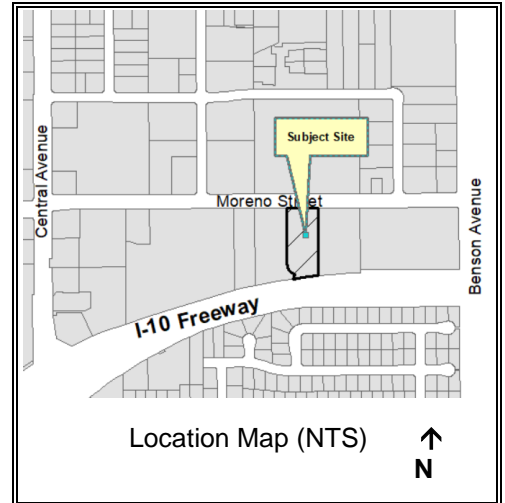 Subject Site
Central Avenue
Moreno Street
Benson Avenue
I-10 Freeway
Location Map (NTS)
N